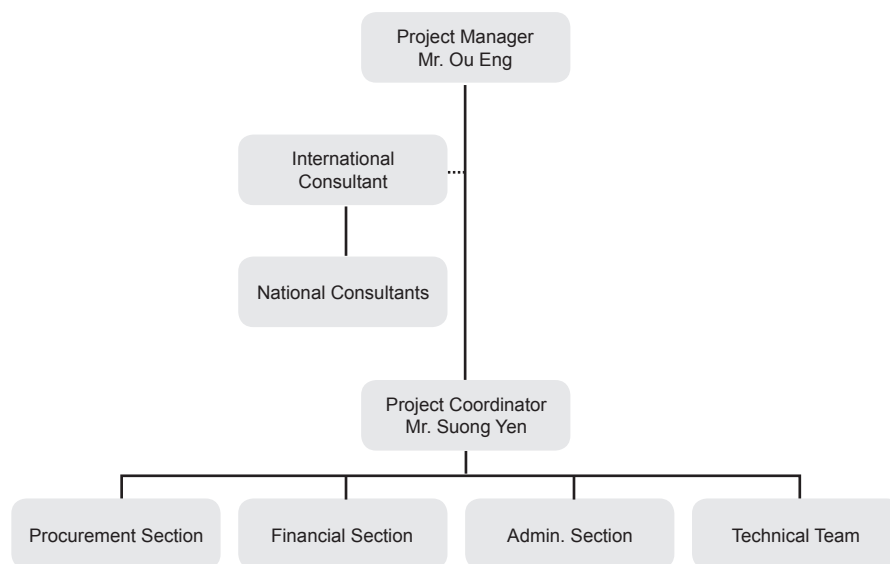 Project Manager
Mr. Ou Eng
International
Consultant
National Consultants
Project Coordinator
Mr. Suong Yen
Procurement Section
Financial Section
Admin. Section
Technical Team